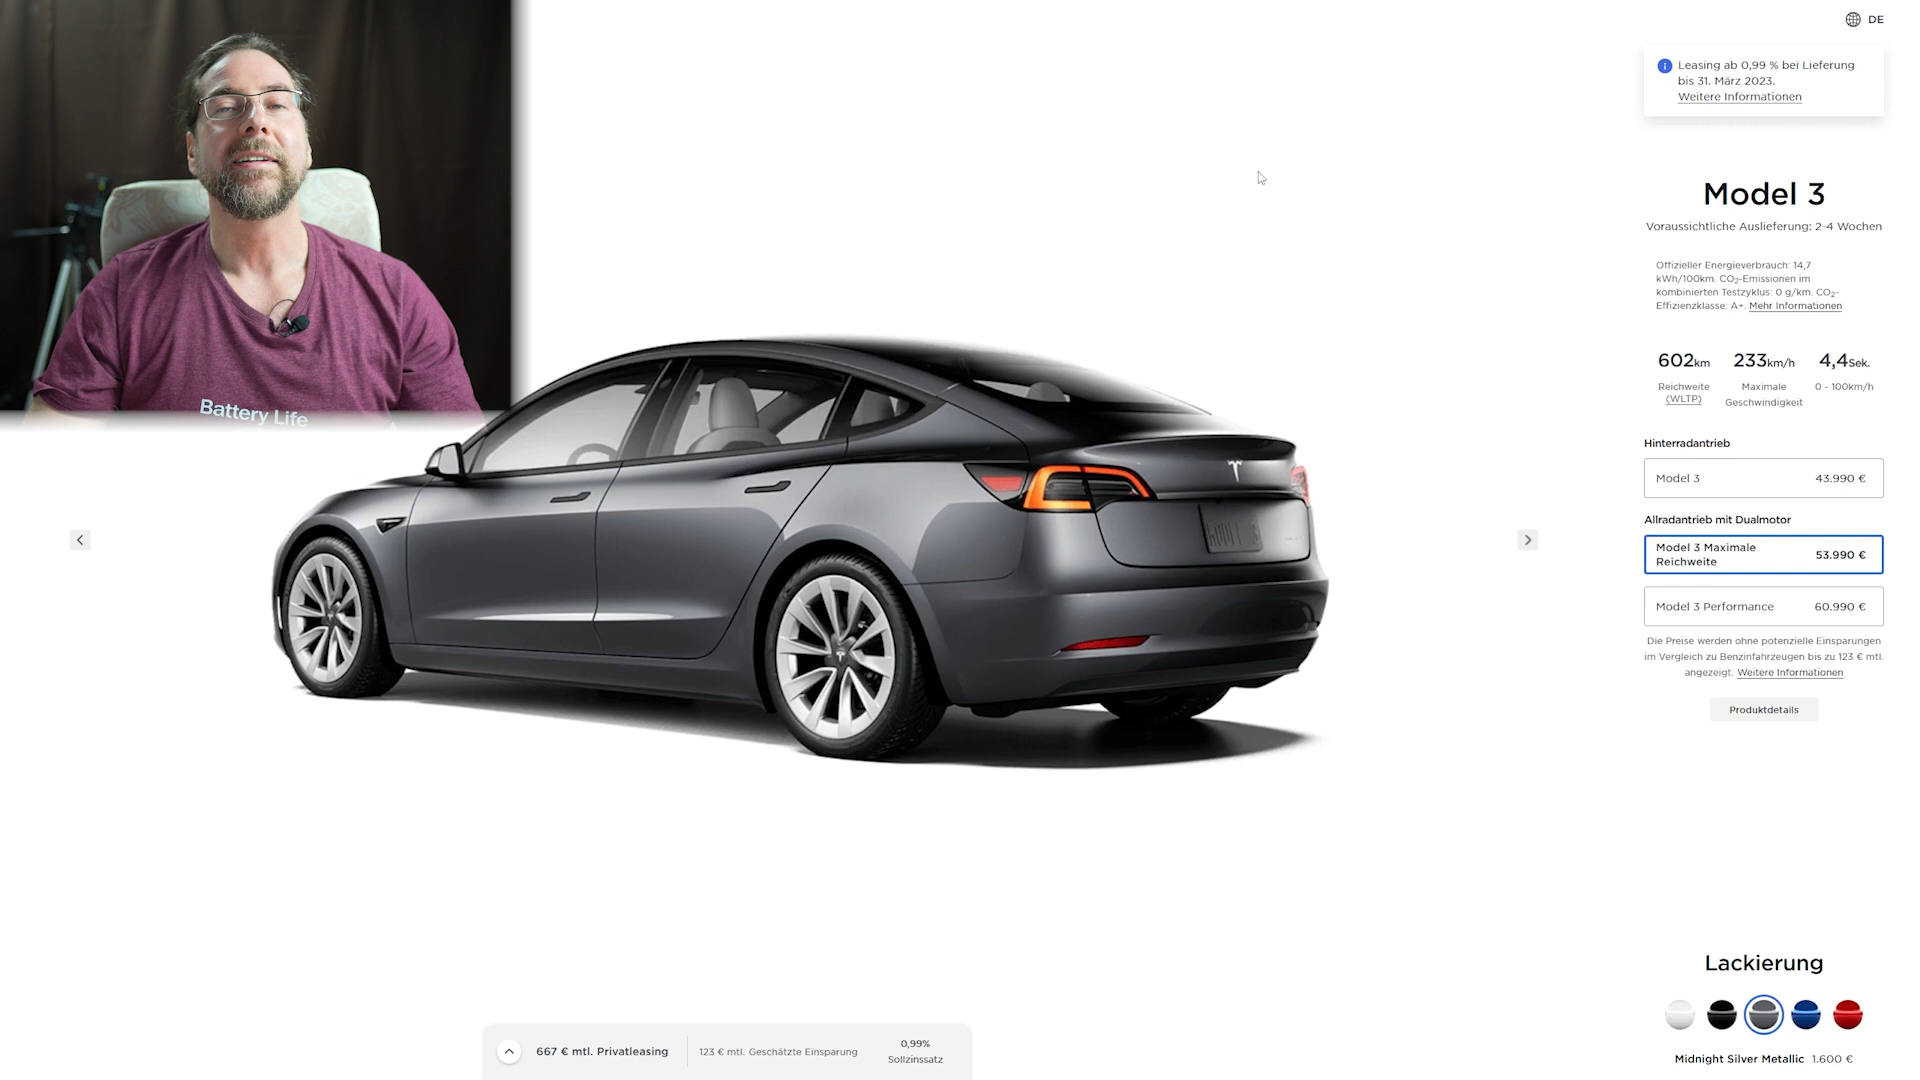 DE
Leasing ab 0,99 % bei Lieferung
bis 31. März 2023.
Weitere Informationen
Model 3
Voraussichtliche Auslieferung: 2-4 Wochen
Offizieller Energieverbrauch: 14,7
kWh/100km. CO₂-Emissionen im
kombinierten Testzyklus: 0 g/km. CO₂-
Effizienzklasse: A+. Mehr Informationen
602km 233km/h 4,4Sek.
Reichweite Maximale 0 - 100km/h
(WLTP) Geschwindigkeit
Hinterradantrieb
Model 3 43.990 €
Allradantrieb mit Dualmotor
Model 3 Maximale
Reichweite 53.990 €
Model 3 Performance 60.990 €
Die Preise werden ohne potenzielle Einsparungen
im Vergleich zu Benzinfahrzeugen bis zu 123 € mtl.
angezeigt. Weitere Informationen
Produktdetails
Lackierung
Midnight Silver Metallic 1.600 €
Battery Life
667 € mtl. Privatleasing
123 € mtl. Geschätzte Einsparung
0,99%
Sollzinssatz